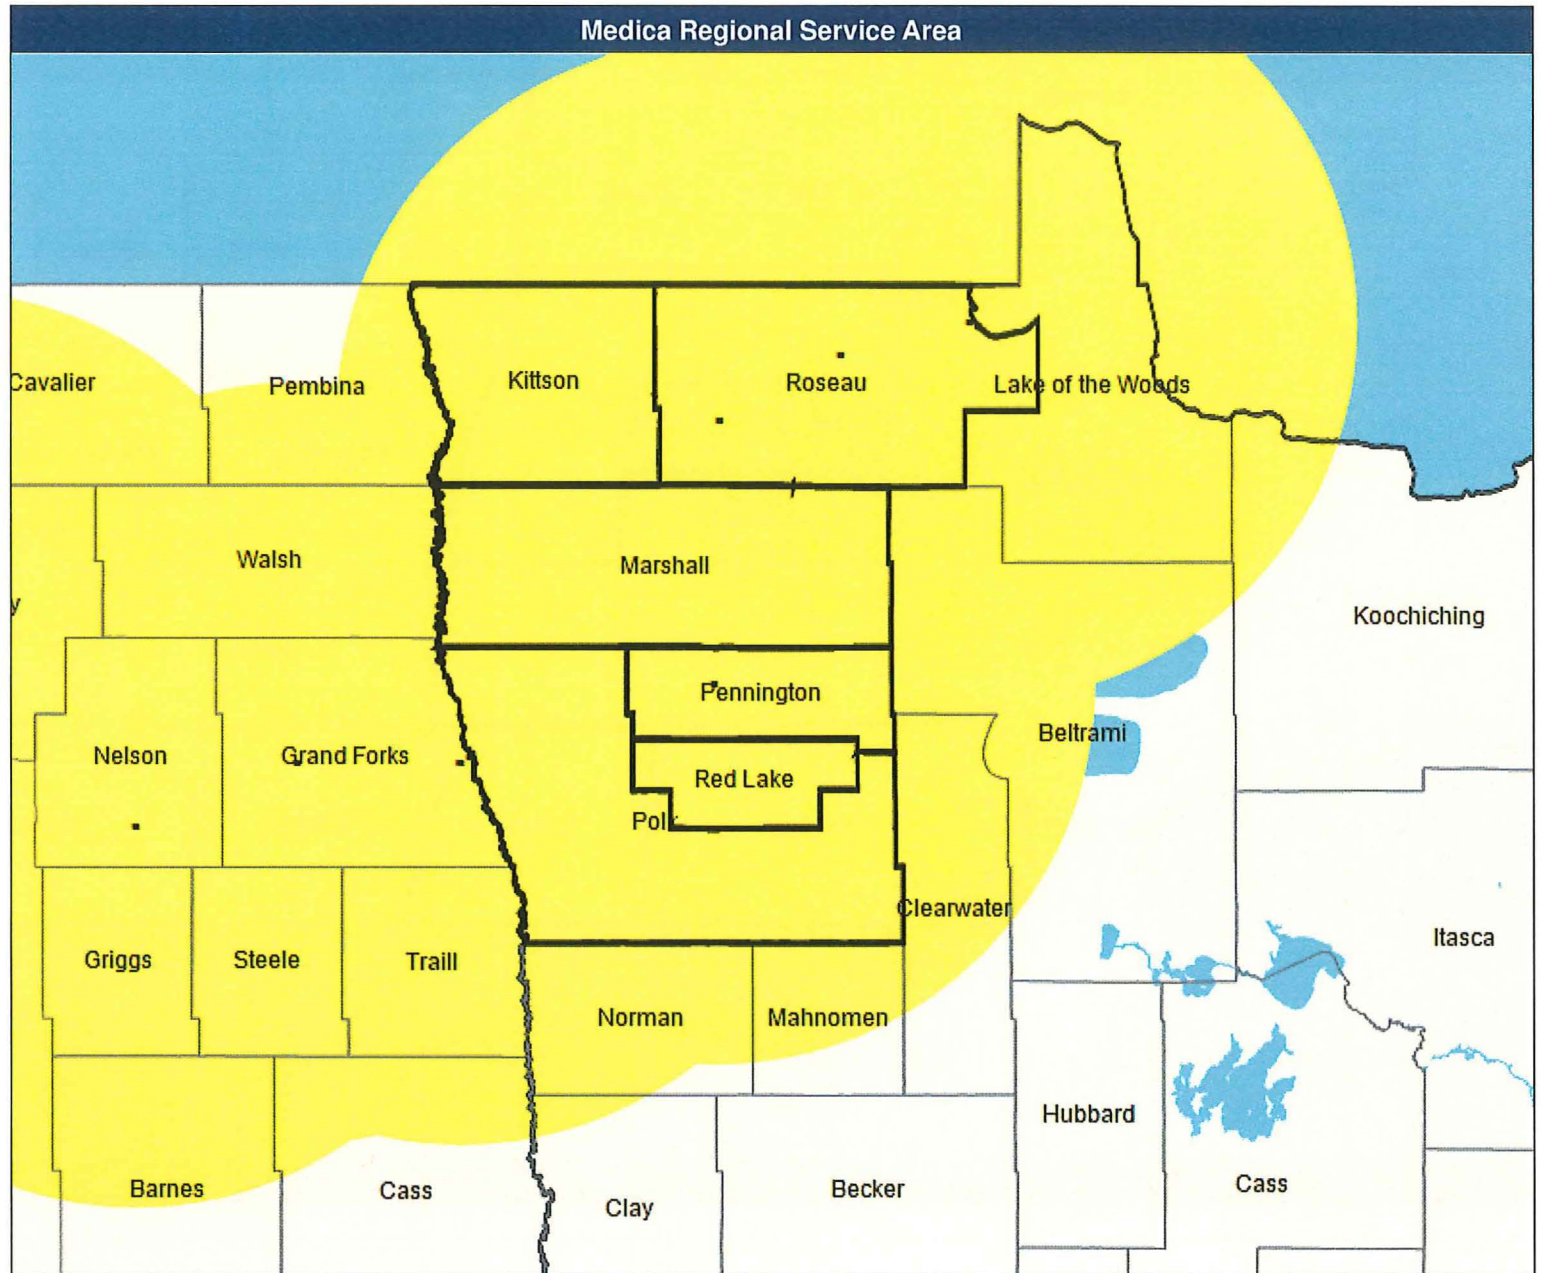 Medica Regional Service Area
Cavalier
Pembina
Kittson
Roseau
Lake of the Woods
Walsh
Marshall
y
Koochiching
Pennington
Nelson
Grand Forks
Beltrami
Red Lake
Polk
Clearwater
Griggs
Steele
Traill
Itasca
Norman
Mahnomen
Hubbard
Barnes
Cass
Clay
Becker
Cass